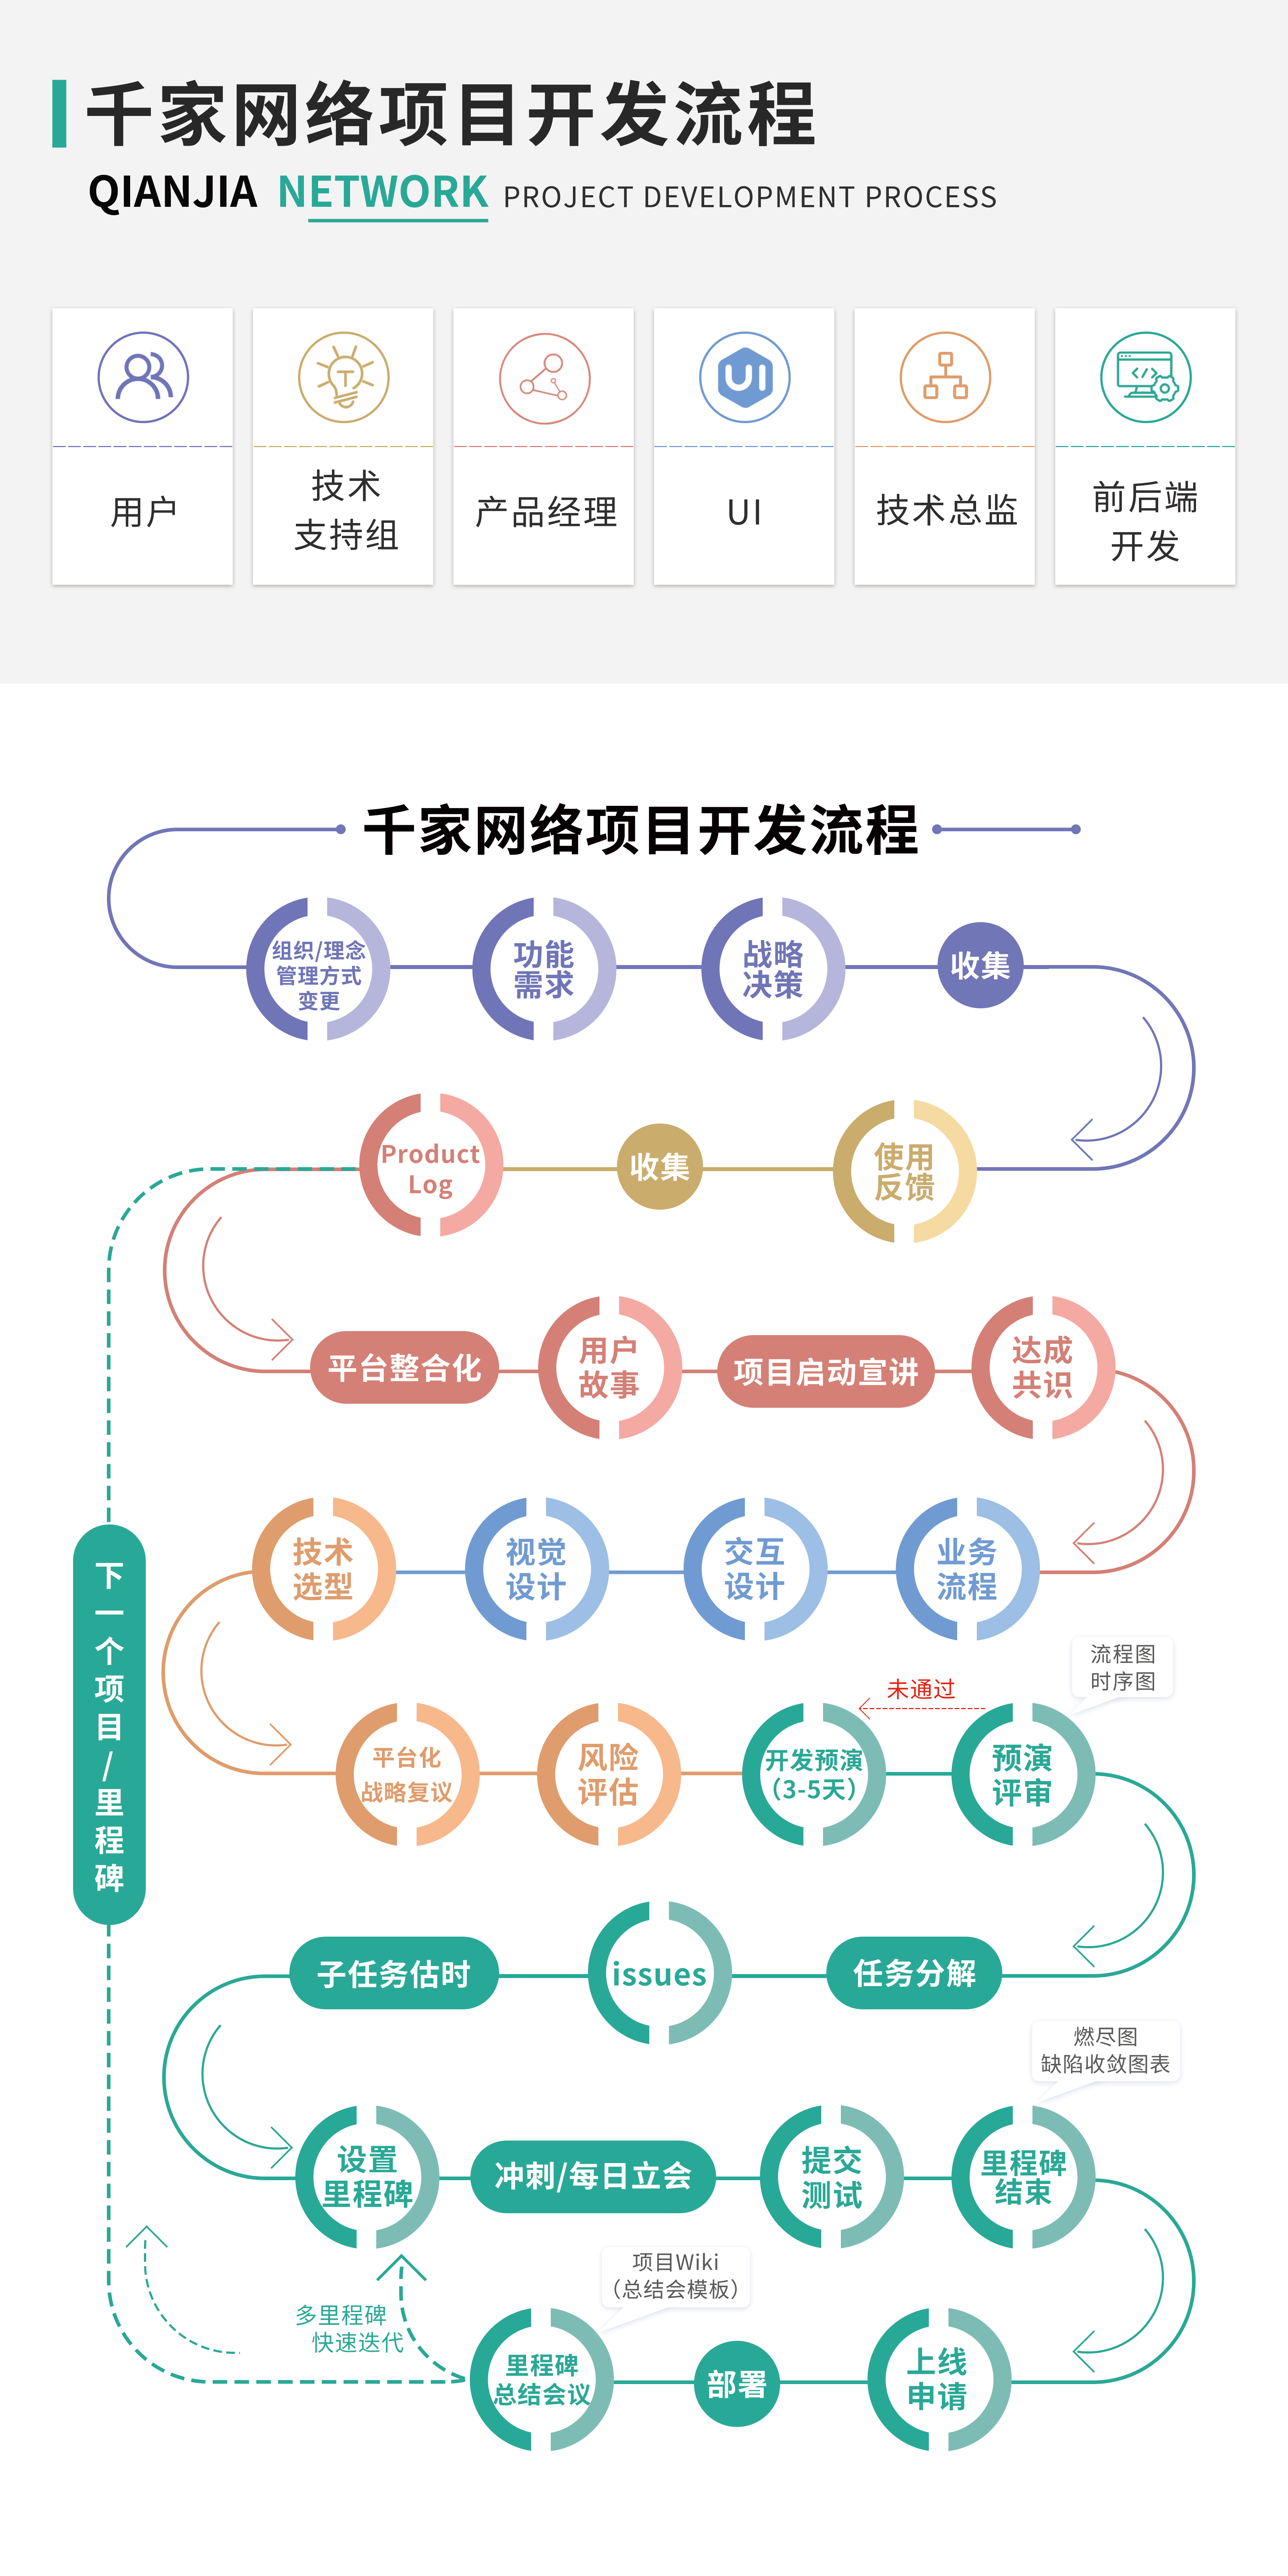 千家网络项目开发流程
QIANJIA NETWORK PROJECT DEVELOPMENT PROCESS
用户
技术
支持组
产品经理
UI
技术总监
前后端
开发
千家网络项目开发流程
组织/理念
管理方式
变更
功能
需求
战略
决策
收集
Product
Log
收集
使用
反馈
平台整合化
用户
故事
项目启动宣讲
达成
共识
技术
选型
视觉
设计
交互
设计
业务
流程
下
一
个
项
目
/
里
程
碑
平台化
战略复议
风险
评估
未通过
开发预演
（3-5天）
预演
评审
流程图
时序图
子任务估时
issues
任务分解
燃尽图
缺陷收敛图表
设置
里程碑
冲刺/每日立会
提交
测试
里程碑
结束
多里程碑
快速迭代
项目Wiki
（总结会模板）
里程碑
总结会议
部署
上线
申请